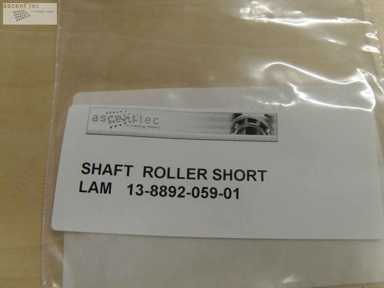 ascent tec
ascent tec
SHAFT ROLLER SHORT
LAM 13-8892-059-01